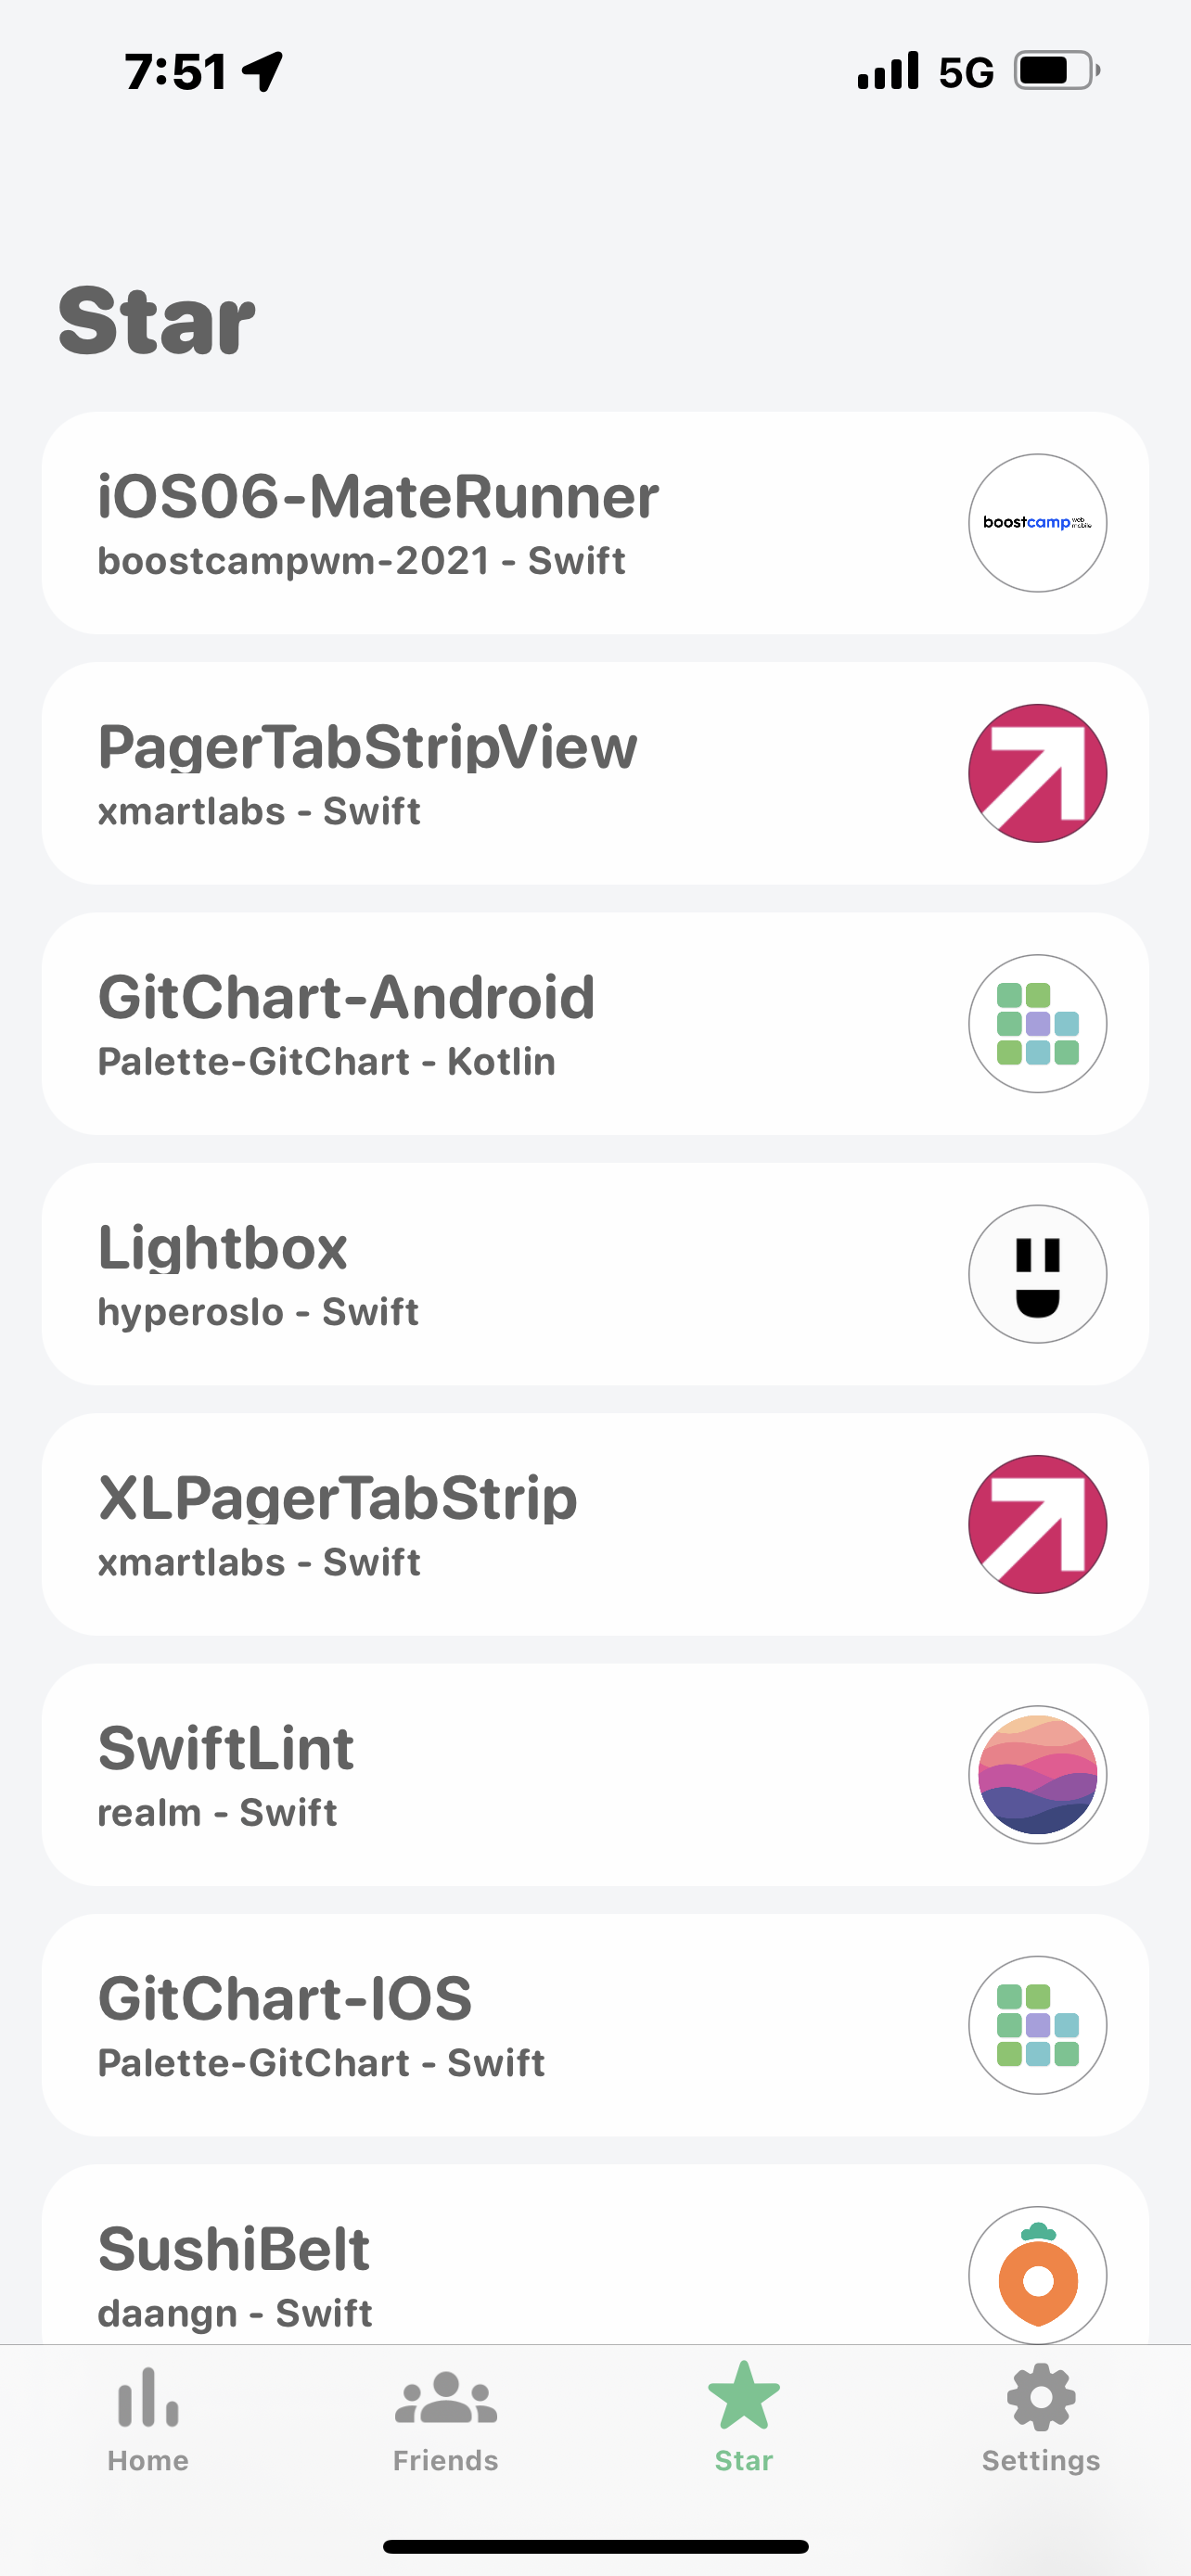 7:51
5G
Star
iOS06-MateRunner
boostcampwm-2021 - Swift
boostcamp web mobile
PagerTabStripView
xmartlabs - Swift
GitChart-Android
Palette-GitChart - Kotlin
Lightbox
hyperoslo - Swift
XLPagerTabStrip
xmartlabs - Swift
SwiftLint
realm - Swift
GitChart-IOS
Palette-GitChart - Swift
SushiBelt
daangn - Swift
Home
Friends
Star
Settings